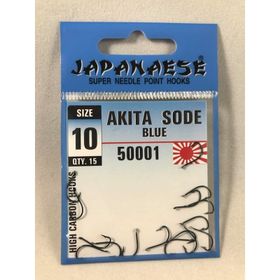 JAPANAESE
SUPER NEEDLE POINT HOOKS
SIZE
10
QTY. 15
AKITA SODE
BLUE
50001
HIGH CARBON HOOKS